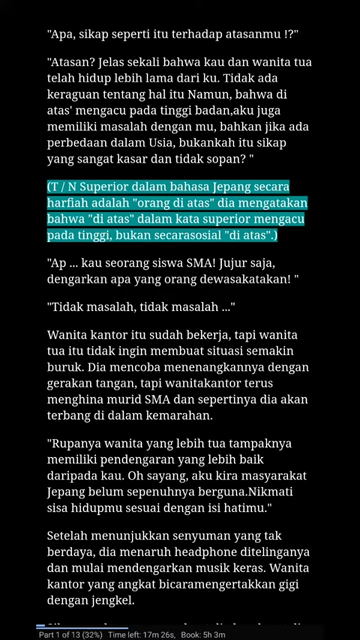 "Apa, sikap seperti itu terhadap atasanmu !?"
"Atasan? Jelas sekali bahwa kau dan wanita tua
telah hidup lebih lama dari ku. Tidak ada
keraguan tentang hal itu Namun, bahwa di
atas' mengacu pada tinggi badan,aku juga
memiliki masalah dengan mu, bahkan jika ada
perbedaan dalam Usia, bukankah itu sikap
yang sangat kasar dan tidak sopan? "
(T / N Superior dalam bahasa Jepang secara
harfiah adalah "orang di atas" dia mengatakan
bahwa "di atas" dalam kata superior mengacu
pada tinggi, bukan secarasosial "di atas".)
"Ap ... kau seorang siswa SMA! Jujur saja,
dengarkan apa yang orang dewasakatakan! "
"Tidak masalah, tidak masalah ..."
Wanita kantor itu sudah bekerja, tapi wanita
tua itu tidak ingin membuat situasi semakin
buruk. Dia mencoba menenangkannya dengan
gerakan tangan, tapi wanitakantor terus
menghina murid SMA dan sepertinya dia akan
terbang di dalam kemarahan.
"Rupanya wanita yang lebih tua tampaknya
memiliki pendengaran yang lebih baik
daripada kau. Oh sayang, aku kira masyarakat
Jepang belum sepenuhnya berguna.Nikmati
sisa hidupmu sesuai dengan isi hatimu."
Setelah menunjukkan senyuman yang tak
berdaya, dia menaruh headphone ditelinganya
dan mulai mendengarkan musik keras. Wanita
kantor yang angkat bicaramengertakkan gigi
dengan jengkel.
Part 1 of 13 (32%) Time left: 17m 26s, Book: 5h 3m